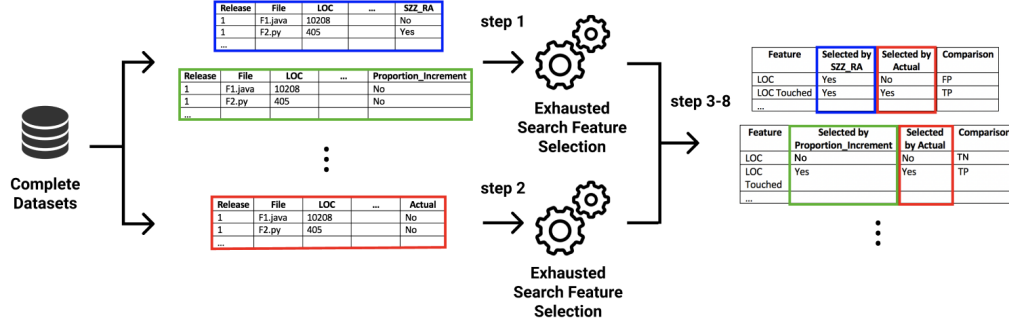 Release File LOC ... SZZ_RA
1 F1.java 10208 No
1 F2.py 405 Yes
...
step 1
Release File LOC ... Proportion_Increment
1 F1.java 10208 No
1 F2.py 405 No
...
Exhausted
Search Feature
Selection
Complete
Datasets
Release File LOC ... Actual
1 F1.java 10208 No
1 F2.py 405 No
...
step 2
Exhausted
Search Feature
Selection
step 3-8
Feature Selected by SZZ_RA Selected by Actual Comparison
LOC Yes No FP
LOC Touched Yes Yes TP
...
Feature Selected by Proportion_Increment Selected by Actual Comparison
LOC No No TN
LOC Touched Yes Yes TP
...